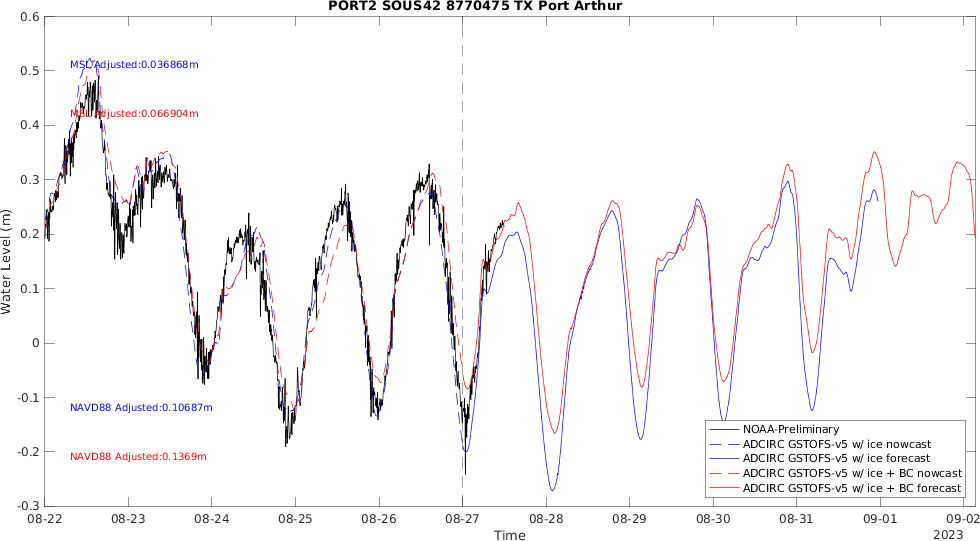 PORT2 SOUS42 8770475 TX Port Arthur
0.6
0.5
0.4
0.3
0.2
0.1
0
-0.1
-0.2
-0.3
Water Level (m)
MSL Adjusted:0.036868m
MSL Adjusted:0.066904m
NAVD88 Adjusted:0.10687m
NAVD88 Adjusted:0.1369m
NOAA-Preliminary
ADCIRC GSTOFS-v5 w/ ice nowcast
ADCIRC GSTOFS-v5 w/ ice forecast
ADCIRC GSTOFS-v5 w/ ice + BC nowcast
ADCIRC GSTOFS-v5 w/ ice + BC forecast
08-22 08-23 08-24 08-25 08-26 08-27 08-28 08-29 08-30 08-31 09-01 09-02
Time
2023